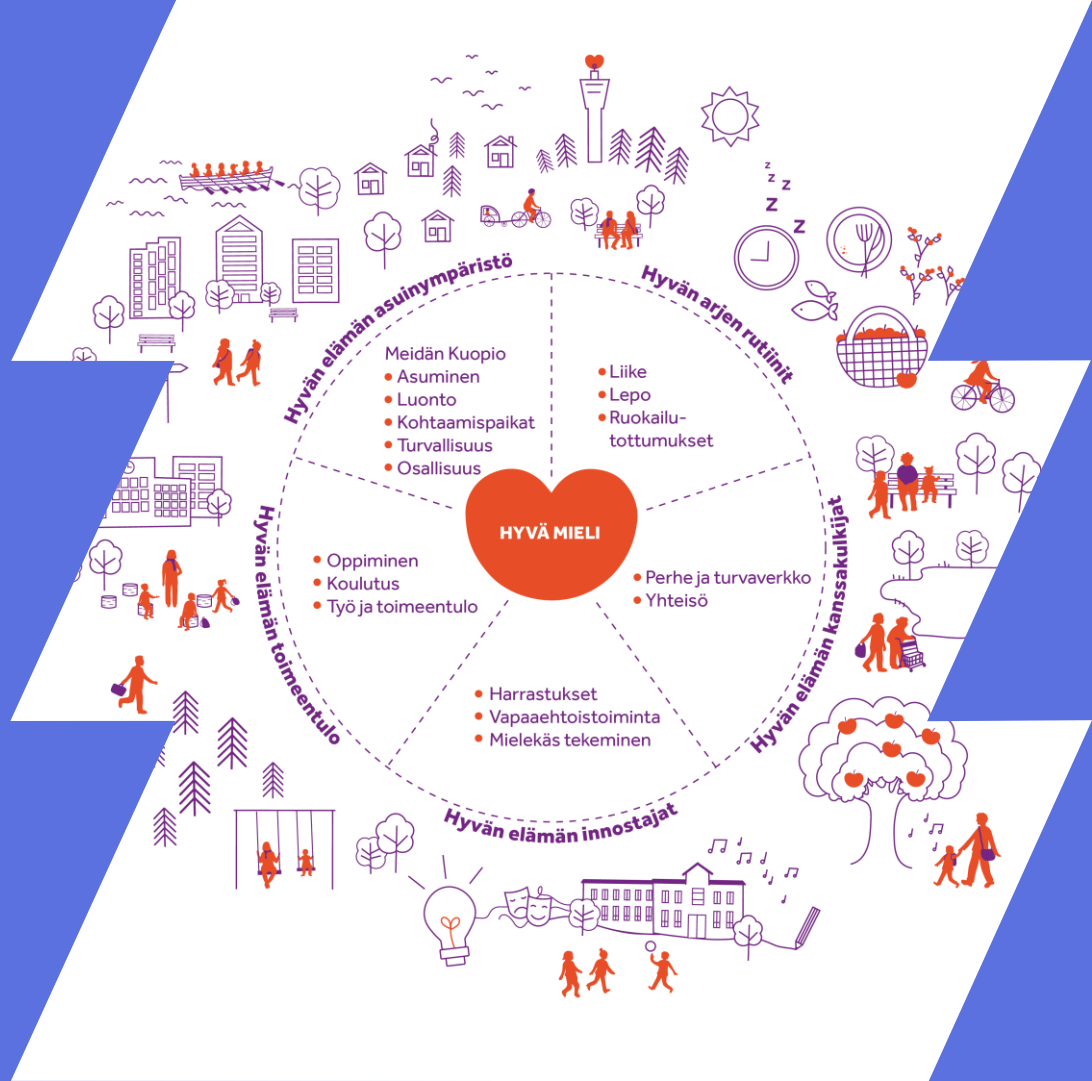 z
z
z
Z
Z
Hyvän elämän asuinympäristö
Meidän Kuopio
• Asuminen
• Luonto
• Kohtaamispaikat
• Turvallisuus
• Osallisuus
Hyvän arjen rutiinit
• Liike
• Lepo
• Ruokailu-
tottumukset
HYVÄ MIELI
Hyvän elämän kanssakulkijat
• Perhe ja turvaverkko
• Yhteisö
Hyvän elämän innostajat
• Harrastukset
• Vapaaehtoistoiminta
• Mielekäs tekeminen
Hyvän elämän toimeentulo
• Oppiminen
• Koulutus
• Työ ja toimeentulo